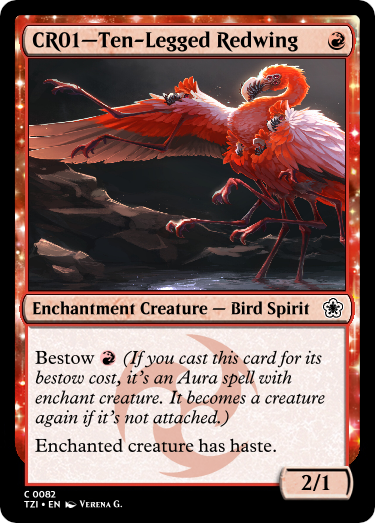 CR01—Ten-Legged Redwing
Enchantment Creature — Bird Spirit
Bestow (If you cast this card for its
bestow cost, it's an Aura spell with
enchant creature. It becomes a creature
again if it's not attached.)
Enchanted creature has haste.
2/1
C 0082
TZI • EN VERENA G.